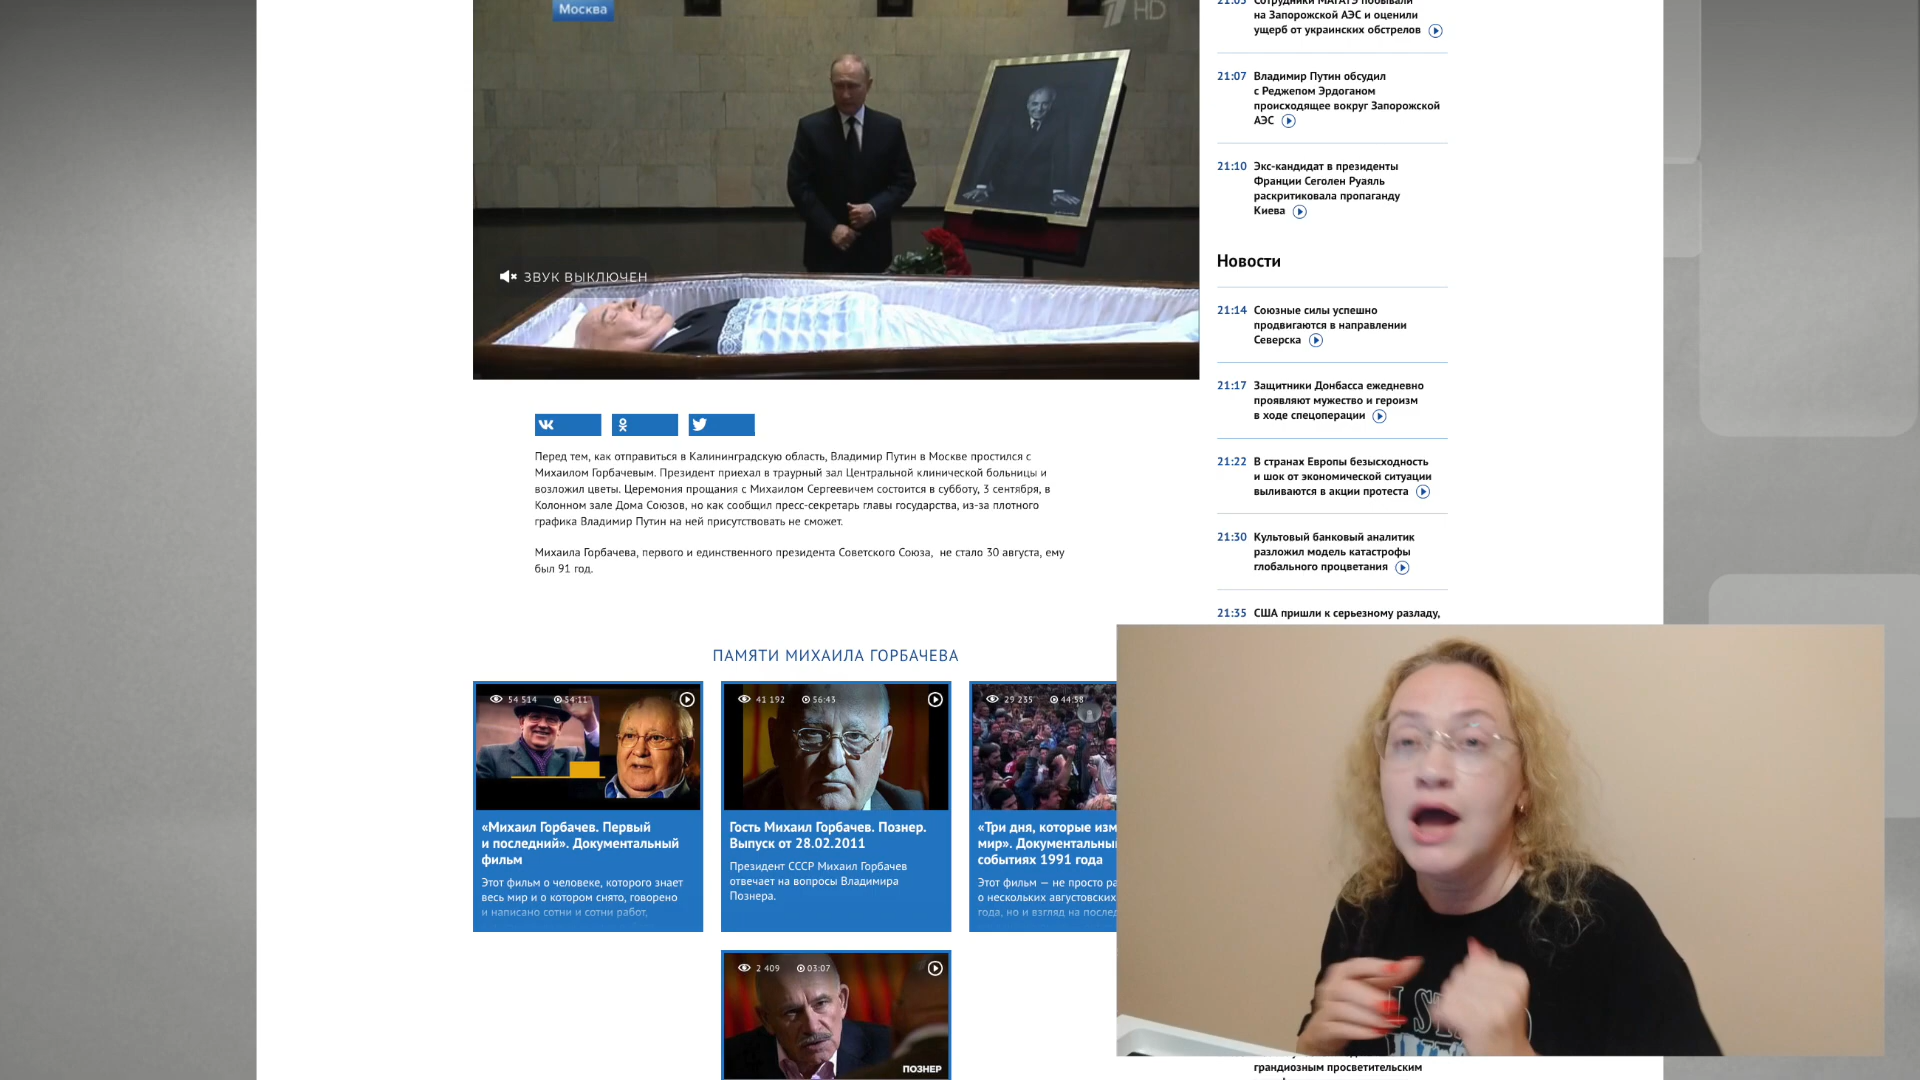 Москва
HD
ЗВУК ВЫКЛЮЧЕН
Перед тем, как отправиться в Калининградскую область, Владимир Путин в Москве простился с
Михаилом Горбачевым. Президент приехал в траурный зал Центральной клинической больницы и
возложил цветы. Церемония прощания с Михаилом Сергеевичем состоится в субботу, 3 сентября, в
Колонном зале Дома Союзов, но как сообщил пресс-секретарь главы государства, из-за плотного
графика Владимир Путин на ней присутствовать не сможет.
Михаила Горбачева, первого и единственного президента Советского Союза,  не стало 30 августа, ему
был 91 год.
ПАМЯТИ МИХАИЛА ГОРБАЧЕВА
54 514 54:11
«Михаил Горбачев. Первый
и последний». Документальный
фильм
Этот фильм о человеке, которого знает
весь мир и о котором снято, говорено
и написано сотни и сотни работ,
41 192 56:43
Гость Михаил Горбачев. Познер.
Выпуск от 28.02.2011
Президент СССР Михаил Горбачев
отвечает на вопросы Владимира
Познера.
29 235 44:58
«Три дня, которые изм
мир». Документальны
событиях 1991 года
Этот фильм — не просто ра
о нескольких августовских
года, но и взгляд на послед
2 409 03:07
ПОЗНЕР
21:05 Сотрудники МАГАТЭ побывали
на Запорожской АЭС и оценили
ущерб от украинских обстрелов
21:07 Владимир Путин обсудил
с Реджепом Эрдоганом
происходящее вокруг Запорожской
АЭС
21:10 Экс-кандидат в президенты
Франции Сеголен Руаяль
раскритиковала пропаганду
Киева
Новости
21:14 Союзные силы успешно
продвигаются в направлении
Северска
21:17 Защитники Донбасса ежедневно
проявляют мужество и героизм
в ходе спецоперации
21:22 В странах Европы безысходность
и шок от экономической ситуации
выливаются в акции протеста
21:30 Культовый банковый аналитик
разложил модель катастрофы
глобального процветания
21:35 США пришли к серьезному разладу,
грандиозным просветительским